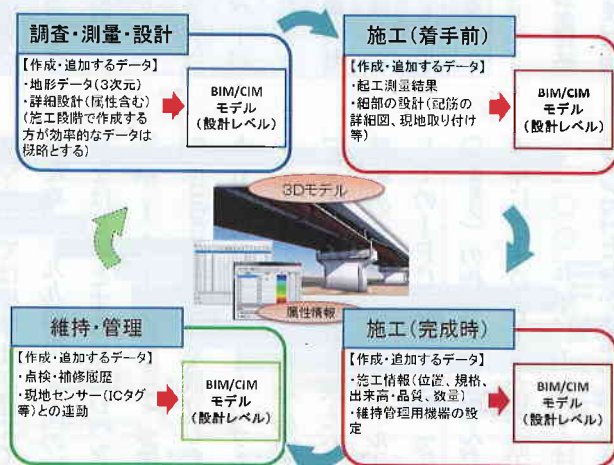 調査・測量・設計
【作成・追加するデータ】
・地形データ(3次元)
・詳細設計(属性含む)
(施工段階で作成する
方が効率的なデータは
概略とする)
BIM/CIM
モデル
(設計レベル)
施工(着手前)
【作成・追加するデータ】
・起工測量結果
・細部の設計(配筋の
詳細図、現地取り付け
等)
BIM/CIM
モデル
(設計レベル)
3Dモデル
属性情報
維持・管理
【作成・追加するデータ】
・点検・補修履歴
・現地センサー(ICタグ
等)との連動
BIM/CIM
モデル
(設計レベル)
施工(完成時)
【作成・追加するデータ】
・施工情報(位置、規格、
出来高・品質、数量)
・維持管理用機器の設
定
BIM/CIM
モデル
(設計レベル)